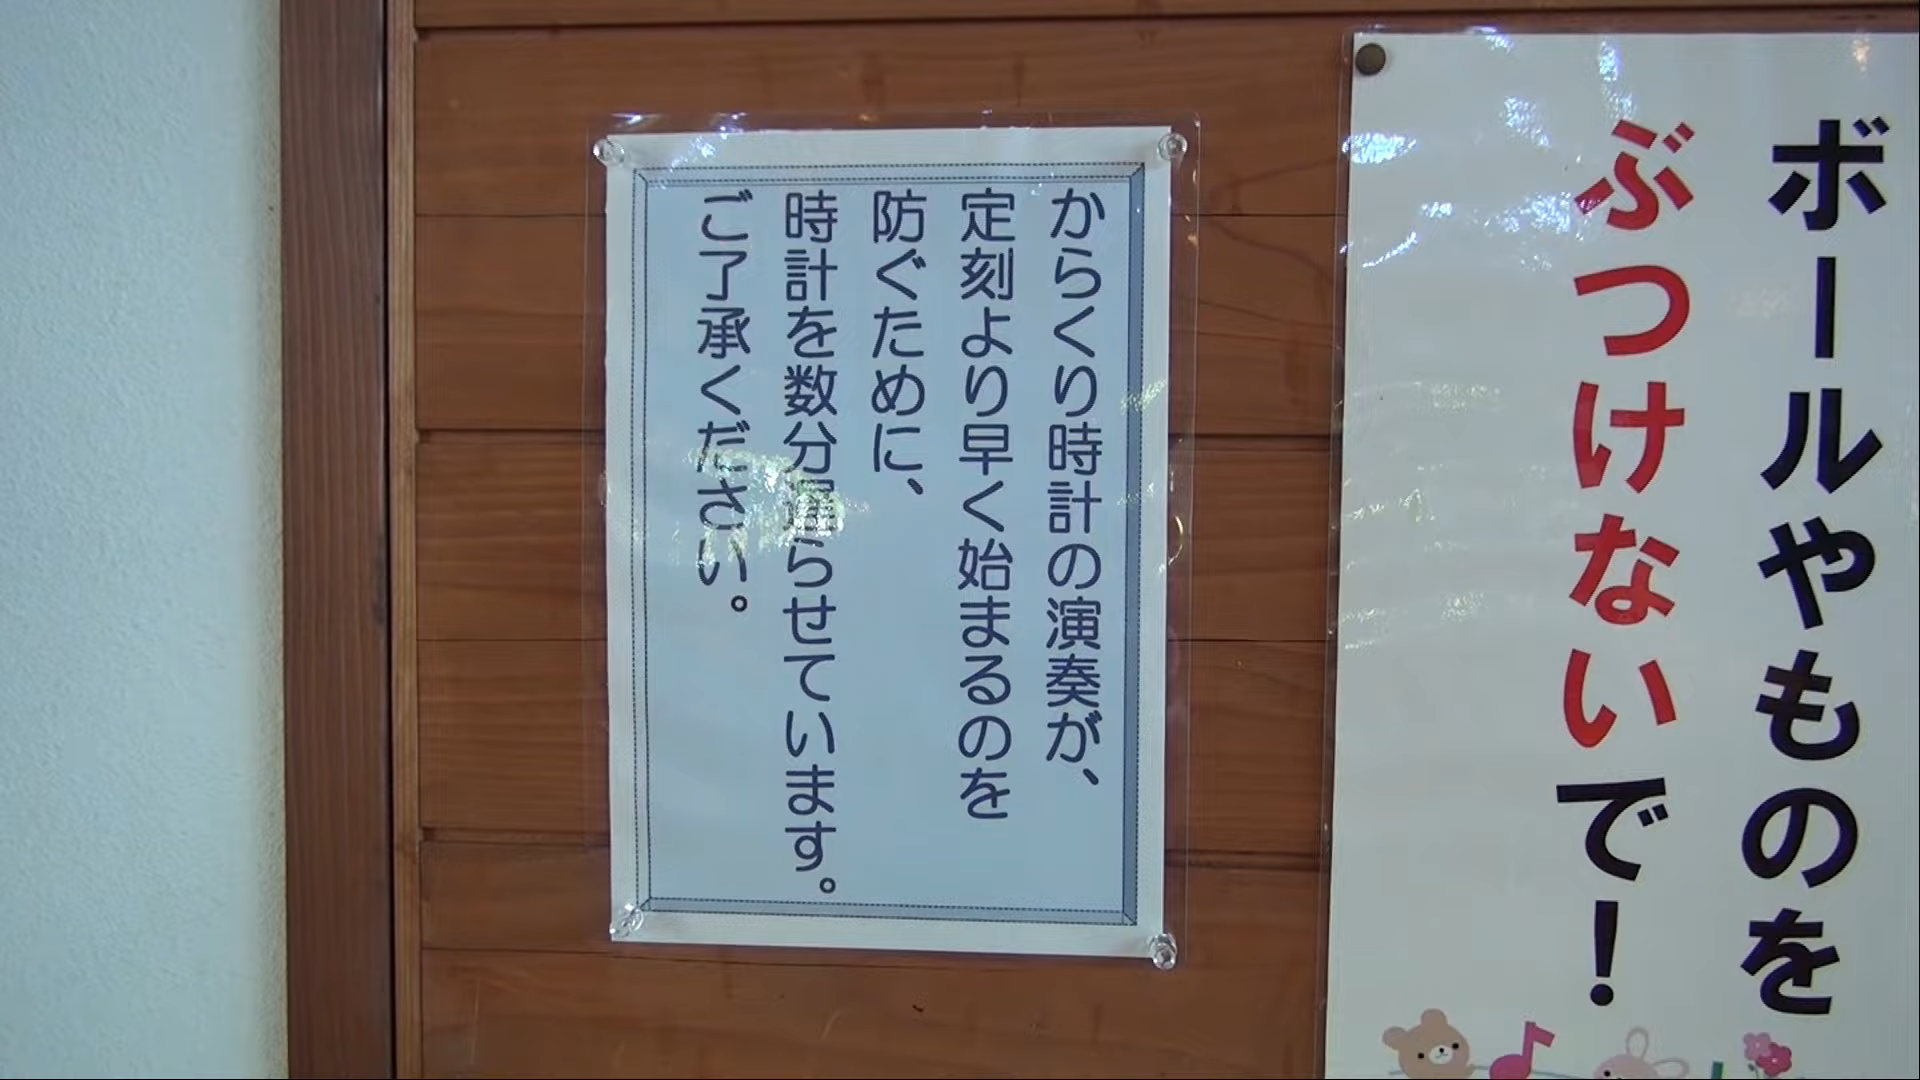 ボールやものを
ぶつけないで!
からくり時計の演奏が、
定刻より早く始まるのを
防ぐために、
時計を数分遅らせています。
ご了承ください。